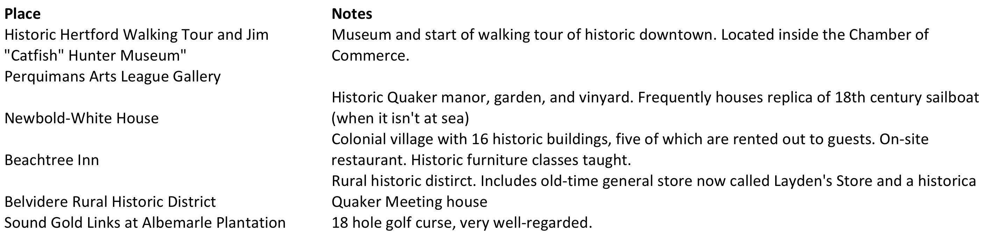 Place Notes
Historic Hertford Walking Tour and Jim Museum and start of walking tour of historic downtown. Located inside the Chamber of
"Catfish" Hunter Museum" Commerce.
Perquimans Arts League Gallery
Historic Quaker manor, garden, and vinyard. Frequently houses replica of 18th century sailboat
Newbold-White House (when it isn't at sea)
Colonial village with 16 historic buildings, five of which are rented out to guests. On-site
Beachtree Inn restaurant. Historic furniture classes taught.
Rural historic distirct. Includes old-time general store now called Layden's Store and a historica
Belvidere Rural Historic District Quaker Meeting house
Sound Gold Links at Albemarle Plantation 18 hole golf curse, very well-regarded.